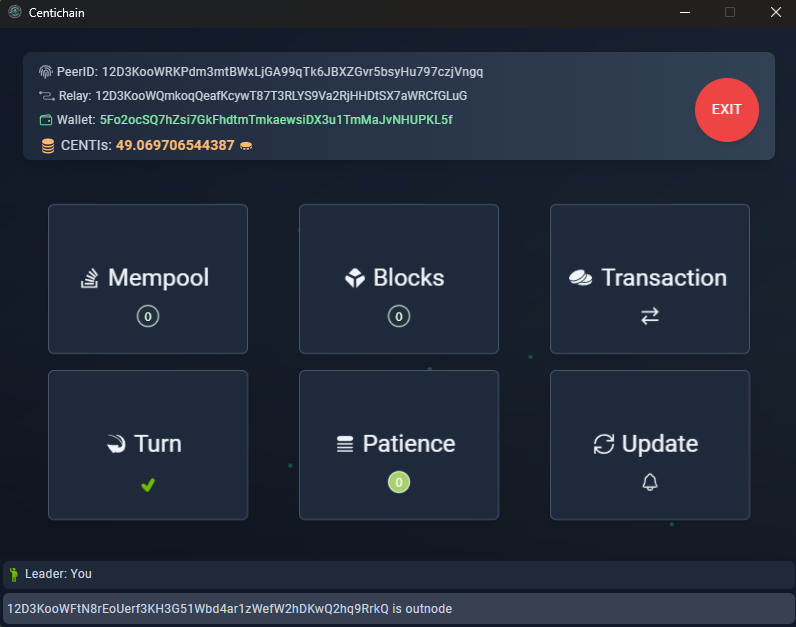 Centichain
PeerID: 12D3KooWRKPdm3mtBWxLjGA99qTk6JBXZGvr5bsyHu797czjVngq
Relay: 12D3KooWQmkoqQeafKcywT87T3RLYS9Va2RjHHDtSX7aWRCfGLuG
Wallet: 5Fo2ocSQ7hZsi7GkFhdtmTmkaewsiDX3u1TmMaJvNHUPKL5f
CENTIs: 49.069706544387
EXIT
Mempool
0
Blocks
0
Transaction
Turn
Patience
0
Update
Leader: You
12D3KooWFtN8rEoUerf3KH3G51Wbd4ar1zWefW2hDKwQ2hq9RrkQ is outnode